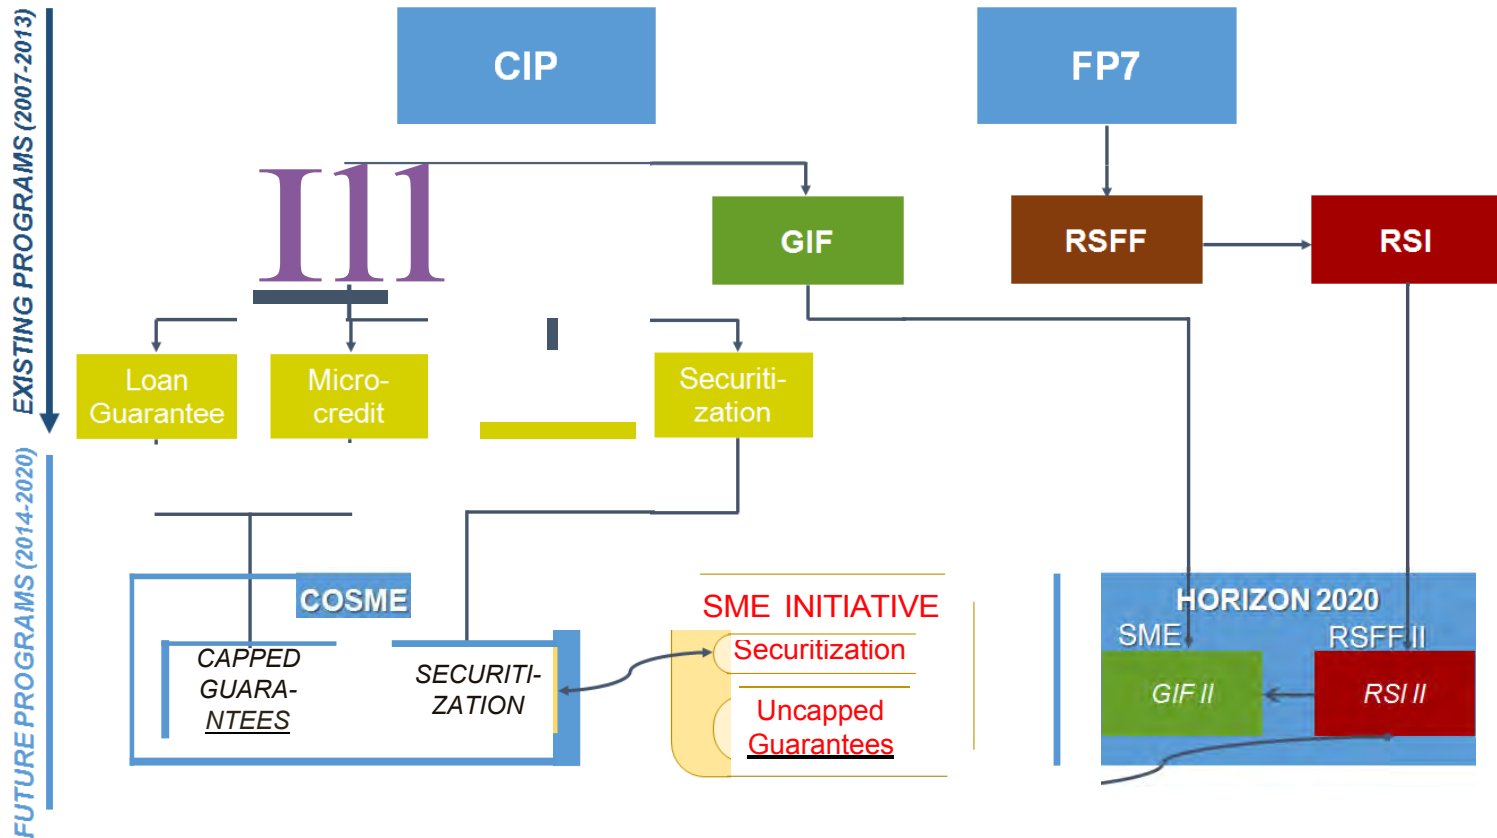 EXISTING PROGRAMS (2007-2013)
CIP
FP7
Ill
GIF
RSFF
RSI
Loan
Guarantee
Micro-
credit
Securiti-
zation
FUTURE PROGRAMS (2014-2020)
COSME
CAPPED
GUARA-
NTEES
SECURITI-
ZATION
SME INITIATIVE
Securitization
Uncapped
Guarantees
HORIZON 2020
SME
RSFF II
GIF II
RSI II